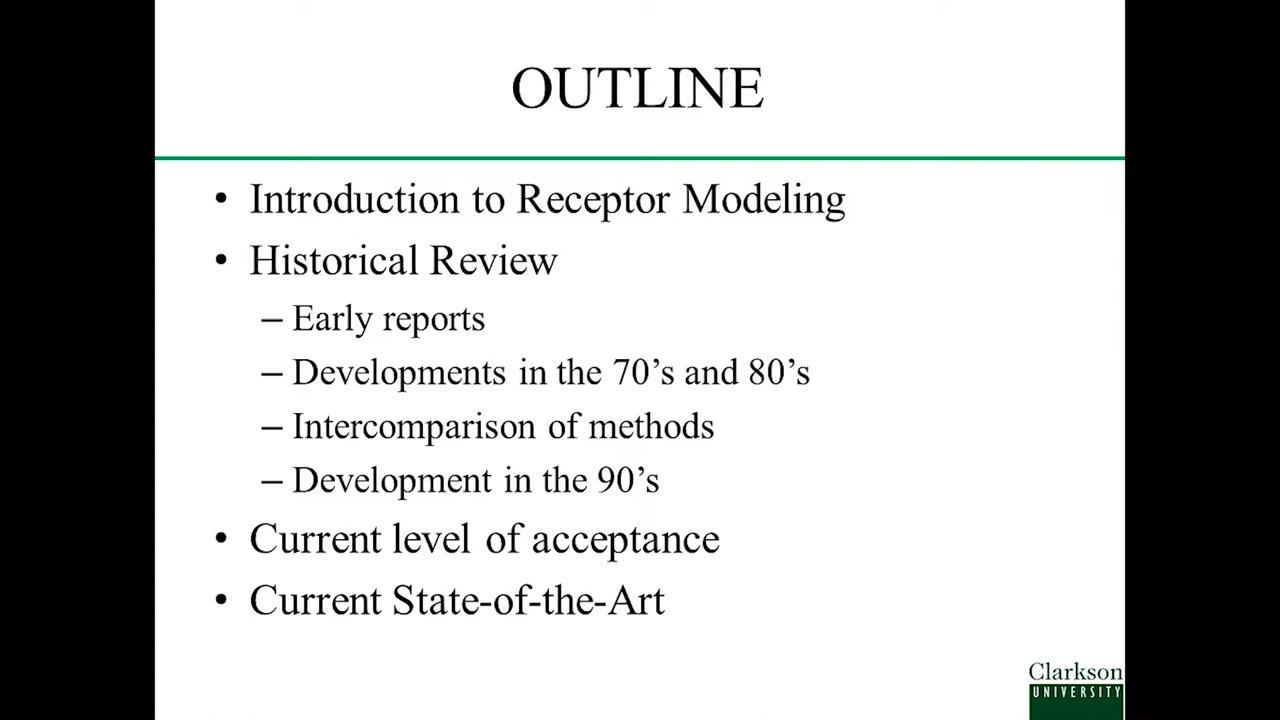 OUTLINE
• Introduction to Receptor Modeling
• Historical Review
– Early reports
– Developments in the 70’s and 80’s
– Intercomparison of methods
– Development in the 90’s
• Current level of acceptance
• Current State-of-the-Art
Clarkson
UNIVERSITY